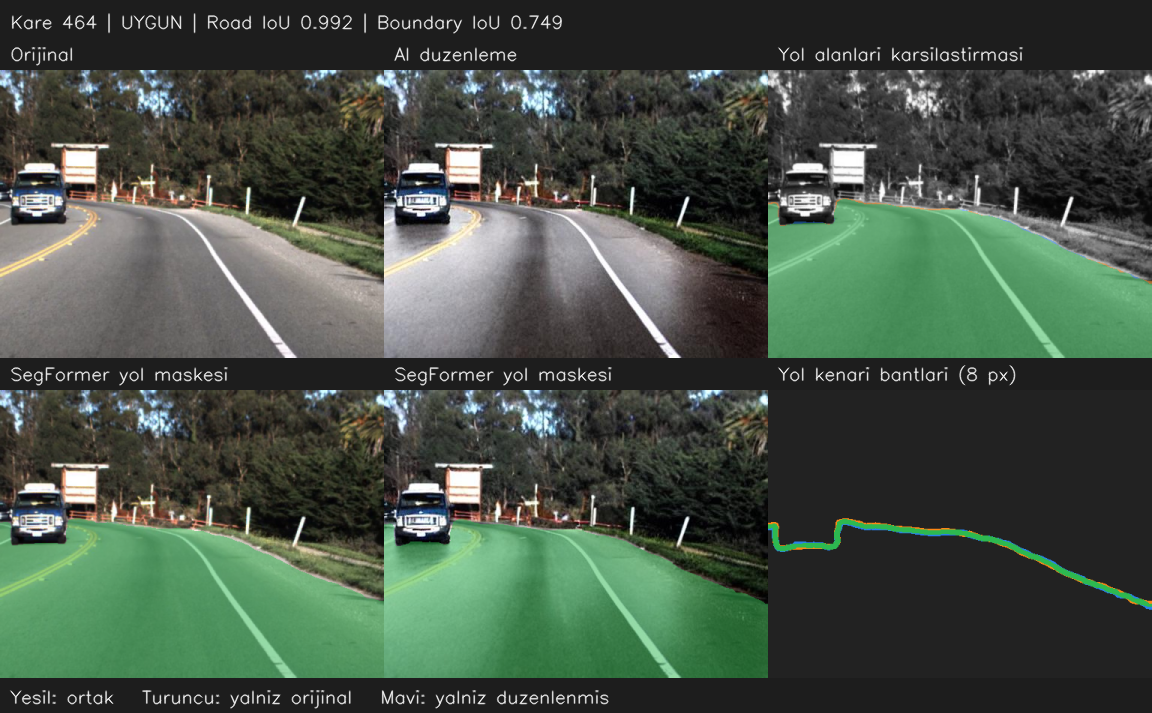 Kare 464 | UYGUN | Road IoU 0.992 | Boundary IoU 0.749
Orijinal
AI duzenleme
Yol alanlari karsilastirmasi
SegFormer yol maskesi
SegFormer yol maskesi
Yol kenari bantlari (8 px)
Yesil: ortak Turuncu: yalniz orijinal Mavi: yalniz duzenlenmis